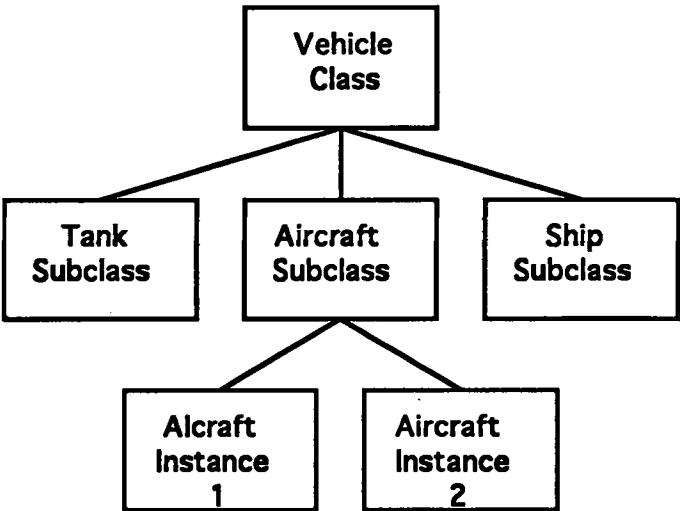 Vehicle
Class
Tank
Subclass
Aircraft
Subclass
Ship
Subclass
Alcraft
Instance
1
Aircraft
Instance
2